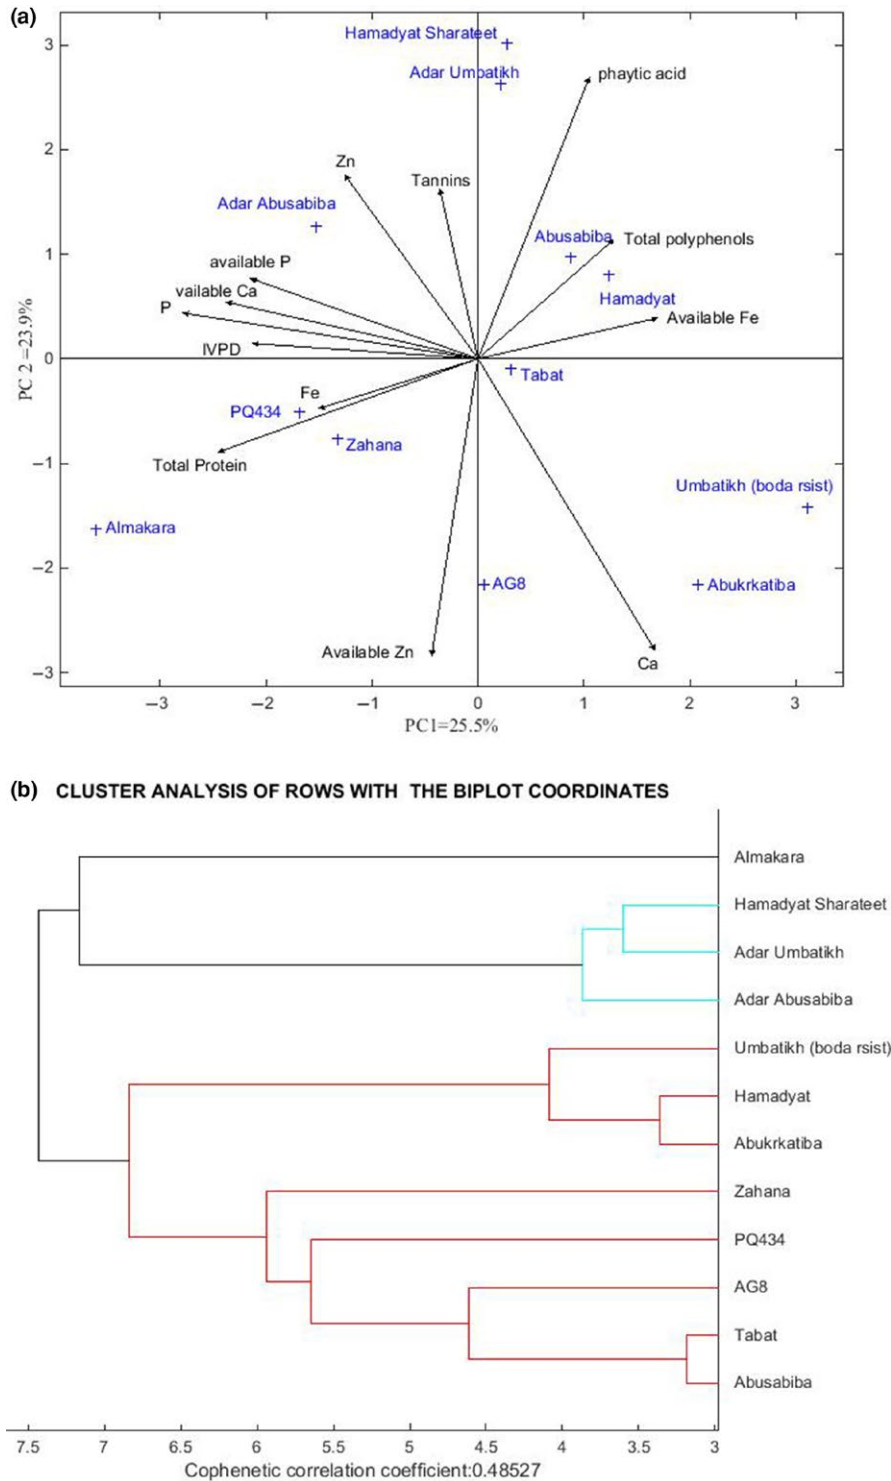 (a)
Hamadyat Sharateet
Adar Umbatikh
phaytic acid
Zn
Tannins
Adar Abusabiba
Abusabiba
Total polyphenols
available P
vailable Ca
P
Hamadyat
Available Fe
IVPD
Tabat
Fe
PQ434
Zahana
Total Protein
Umbatikh (boda rsist)
Almakara
AG8
Abukrkatiba
Available Zn
Ca
3
2
1
0
−1
−2
−3
PC 2 =23.9%
−3 −2 −1 0 1 2 3
PC1=25.5%
(b) CLUSTER ANALYSIS OF ROWS WITH THE BIPLOT COORDINATES
Almakara
Hamadyat Sharateet
Adar Umbatikh
Adar Abusabiba
Umbatikh (boda rsist)
Hamadyat
Abukrkatiba
Zahana
PQ434
AG8
Tabat
Abusabiba
7.5 7 6.5 6 5.5 5 4.5 4 3.5 3
Cophenetic correlation coefficient:0.48527